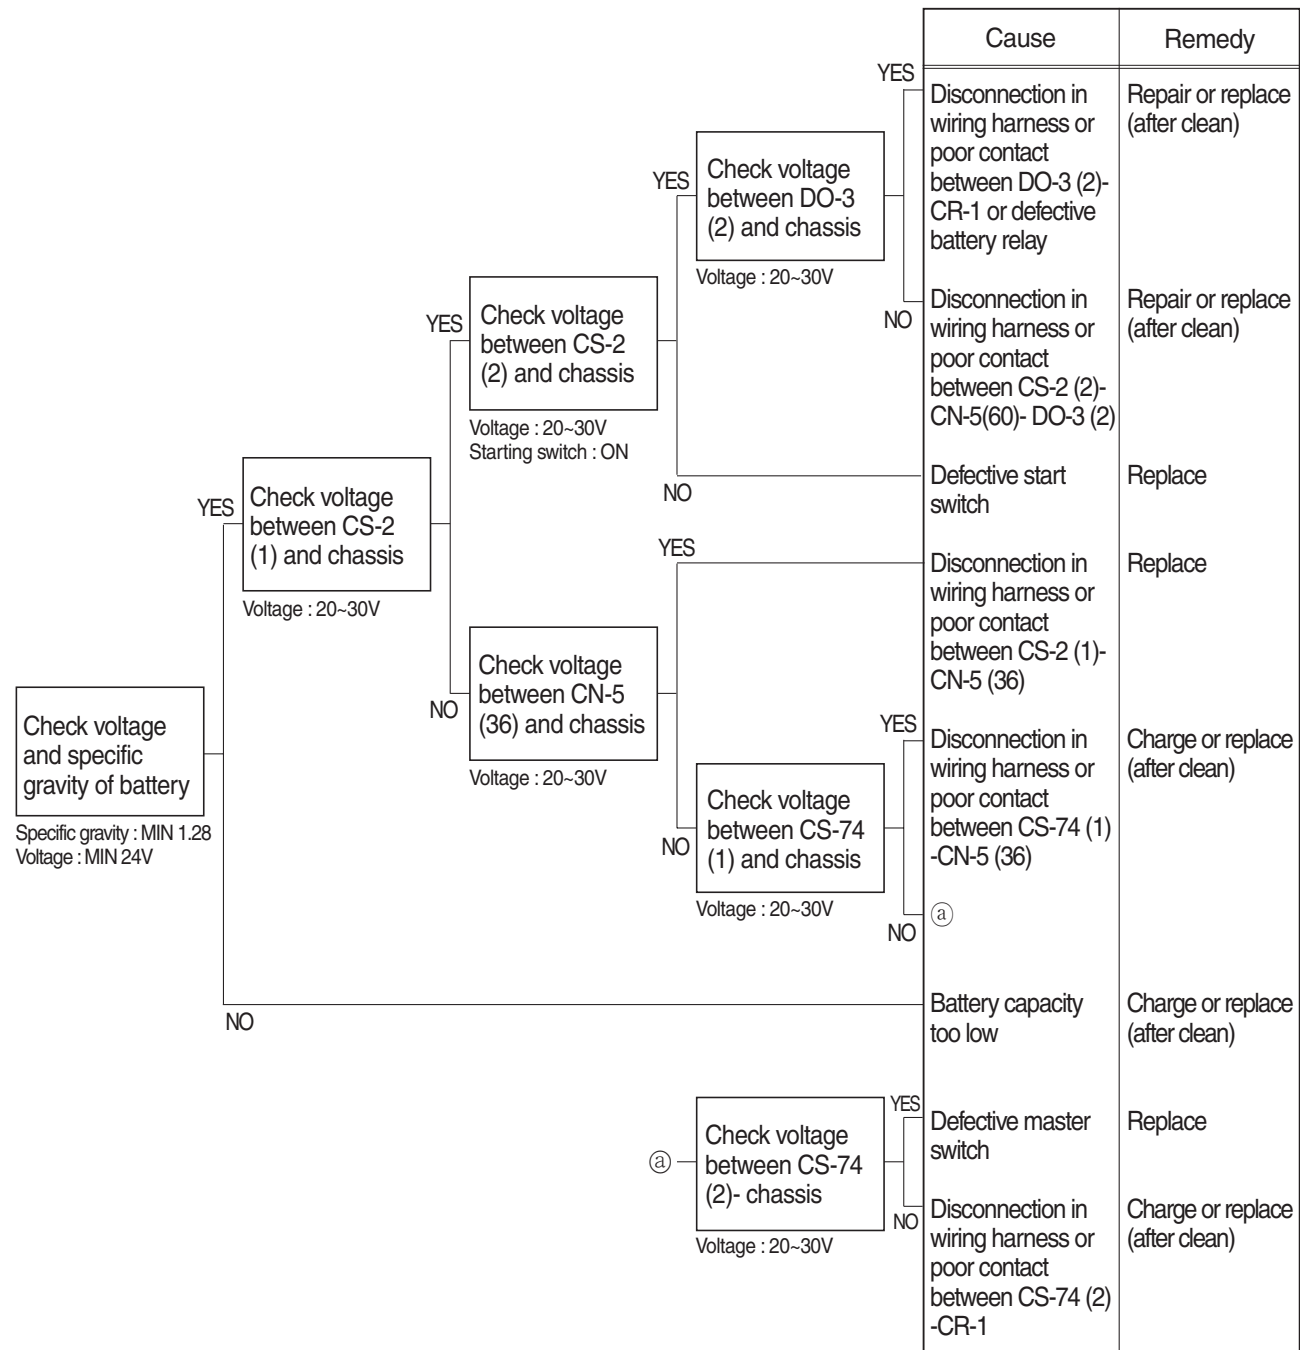 Cause
Remedy
YES
Disconnection in
wiring harness or
poor contact
between DO-3 (2)-
CR-1 or defective
battery relay
Repair or replace
(after clean)
YES
Check voltage
between DO-3
(2) and chassis
Voltage : 20~30V
NO
Disconnection in
wiring harness or
poor contact
between CS-2 (2)-
CN-5(60)- DO-3 (2)
Repair or replace
(after clean)
YES
Check voltage
between CS-2
(2) and chassis
Voltage : 20~30V
Starting switch : ON
NO
Defective start
switch
Replace
YES
Check voltage
between CS-2
(1) and chassis
Voltage : 20~30V
YES
Disconnection in
wiring harness or
poor contact
between CS-2 (1)-
CN-5 (36)
Replace
NO
Check voltage
between CN-5
(36) and chassis
Voltage : 20~30V
Check voltage
and specific
gravity of battery
Specific gravity : MIN 1.28
Voltage : MIN 24V
YES
Disconnection in
wiring harness or
poor contact
between CS-74 (1)
-CN-5 (36)
Charge or replace
(after clean)
NO
Check voltage
between CS-74
(1) and chassis
Voltage : 20~30V
NO
ⓐ
NO
Battery capacity
too low
Charge or replace
(after clean)
ⓐ
Check voltage
between CS-74
(2)- chassis
Voltage : 20~30V
YES
Defective master
switch
Replace
NO
Disconnection in
wiring harness or
poor contact
between CS-74 (2)
-CR-1
Charge or replace
(after clean)